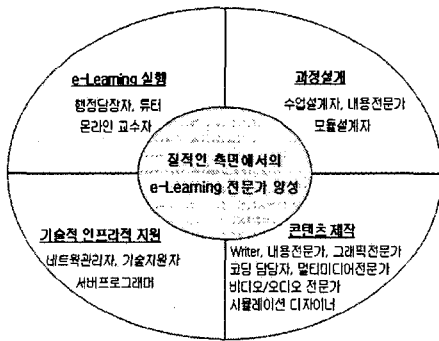 e-Learning 실행
행정담장자, 튜터
온라인 교수자
과정설계
수업설계자, 내용전문가
모듈설계자
질적인 측면에서의
e-Learning 전문가 양성
기술적 인프라적 지원
네트웍관리자, 기술지원자
서버프로그래머
콘텐츠 제작
Writer, 내용전문가, 그래픽전문가
코딩 담당자, 멀티미디어전문가
비디오/오디오 전문가
시뮬레이션 디자이너